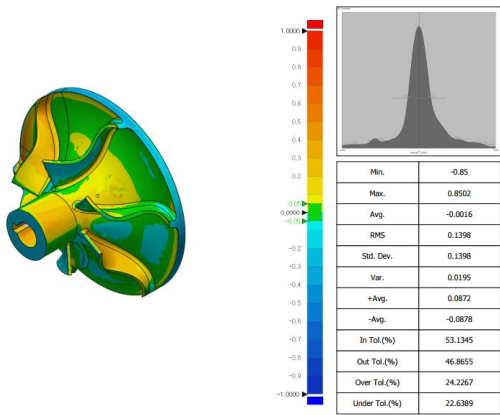 1.0000
0.9
0.8
0.7
0.6
0.5
0.4
0.3
0.2
0.05
0.0000
-0.05
-0.2
-0.3
-0.4
-0.5
-0.6
-0.7
-0.8
-0.9
-1.0000
Min. -0.85
Max. 0.8502
Avg. -0.0016
RMS 0.1398
Std. Dev. 0.1398
Var. 0.0195
+Avg. 0.0872
-Avg. -0.0878
In Tol.(%) 53.1345
Out Tol.(%) 46.8655
Over Tol.(%) 24.2267
Under Tol.(%) 22.6389